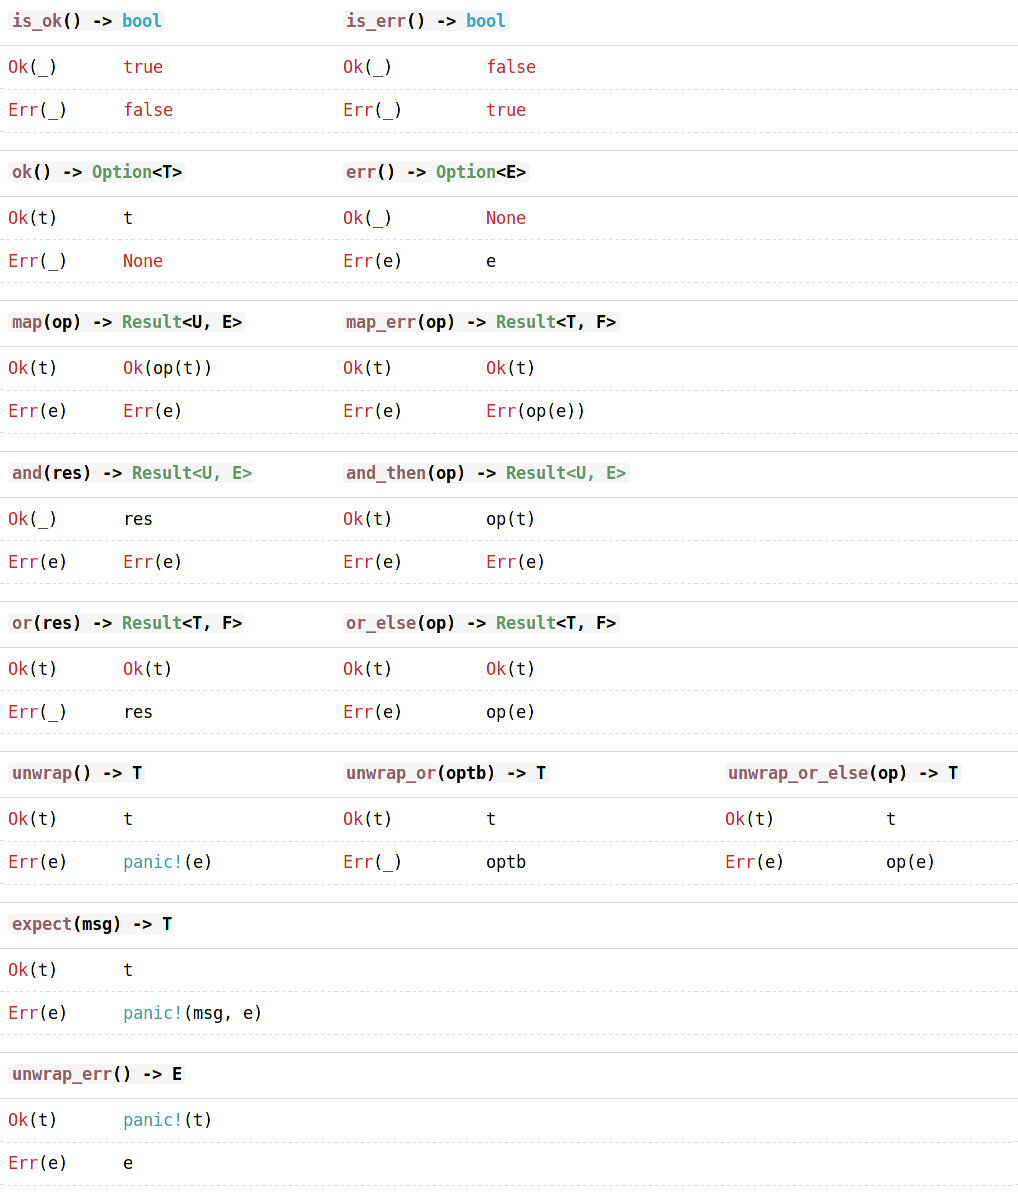 is_ok() -> bool is_err() -> bool
Ok(_) true Ok(_) false
Err(_) false Err(_) true
ok() -> Option<T> err() -> Option<E>
Ok(t) t Ok(_) None
Err(_) None Err(e) e
map(op) -> Result<U, E> map_err(op) -> Result<T, F>
Ok(t) Ok(op(t)) Ok(t) Ok(t)
Err(e) Err(e) Err(e) Err(op(e))
and(res) -> Result<U, E> and_then(op) -> Result<U, E>
Ok(_) res Ok(t) op(t)
Err(e) Err(e) Err(e) Err(e)
or(res) -> Result<T, F> or_else(op) -> Result<T, F>
Ok(t) Ok(t) Ok(t) Ok(t)
Err(_) res Err(e) op(e)
unwrap() -> T unwrap_or(optb) -> T unwrap_or_else(op) -> T
Ok(t) t Ok(t) t Ok(t) t
Err(e) panic!(e) Err(_) optb Err(e) op(e)
expect(msg) -> T
Ok(t) t
Err(e) panic!(msg, e)
unwrap_err() -> E
Ok(t) panic!(t)
Err(e) e